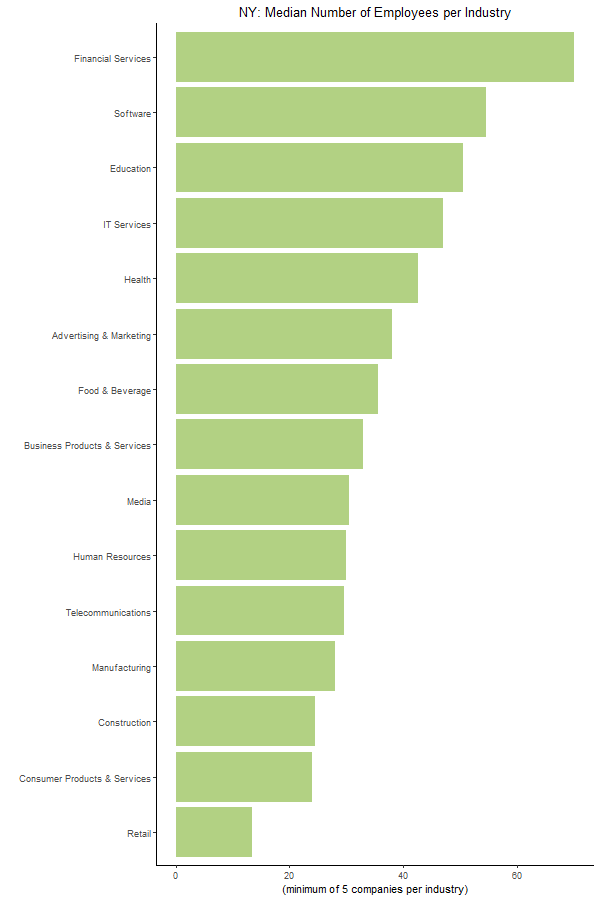 NY: Median Number of Employees per Industry
Financial Services
Software
Education
IT Services
Health
Advertising & Marketing
Food & Beverage
Business Products & Services
Media
Human Resources
Telecommunications
Manufacturing
Construction
Consumer Products & Services
Retail
0 20 40 60
(minimum of 5 companies per industry)